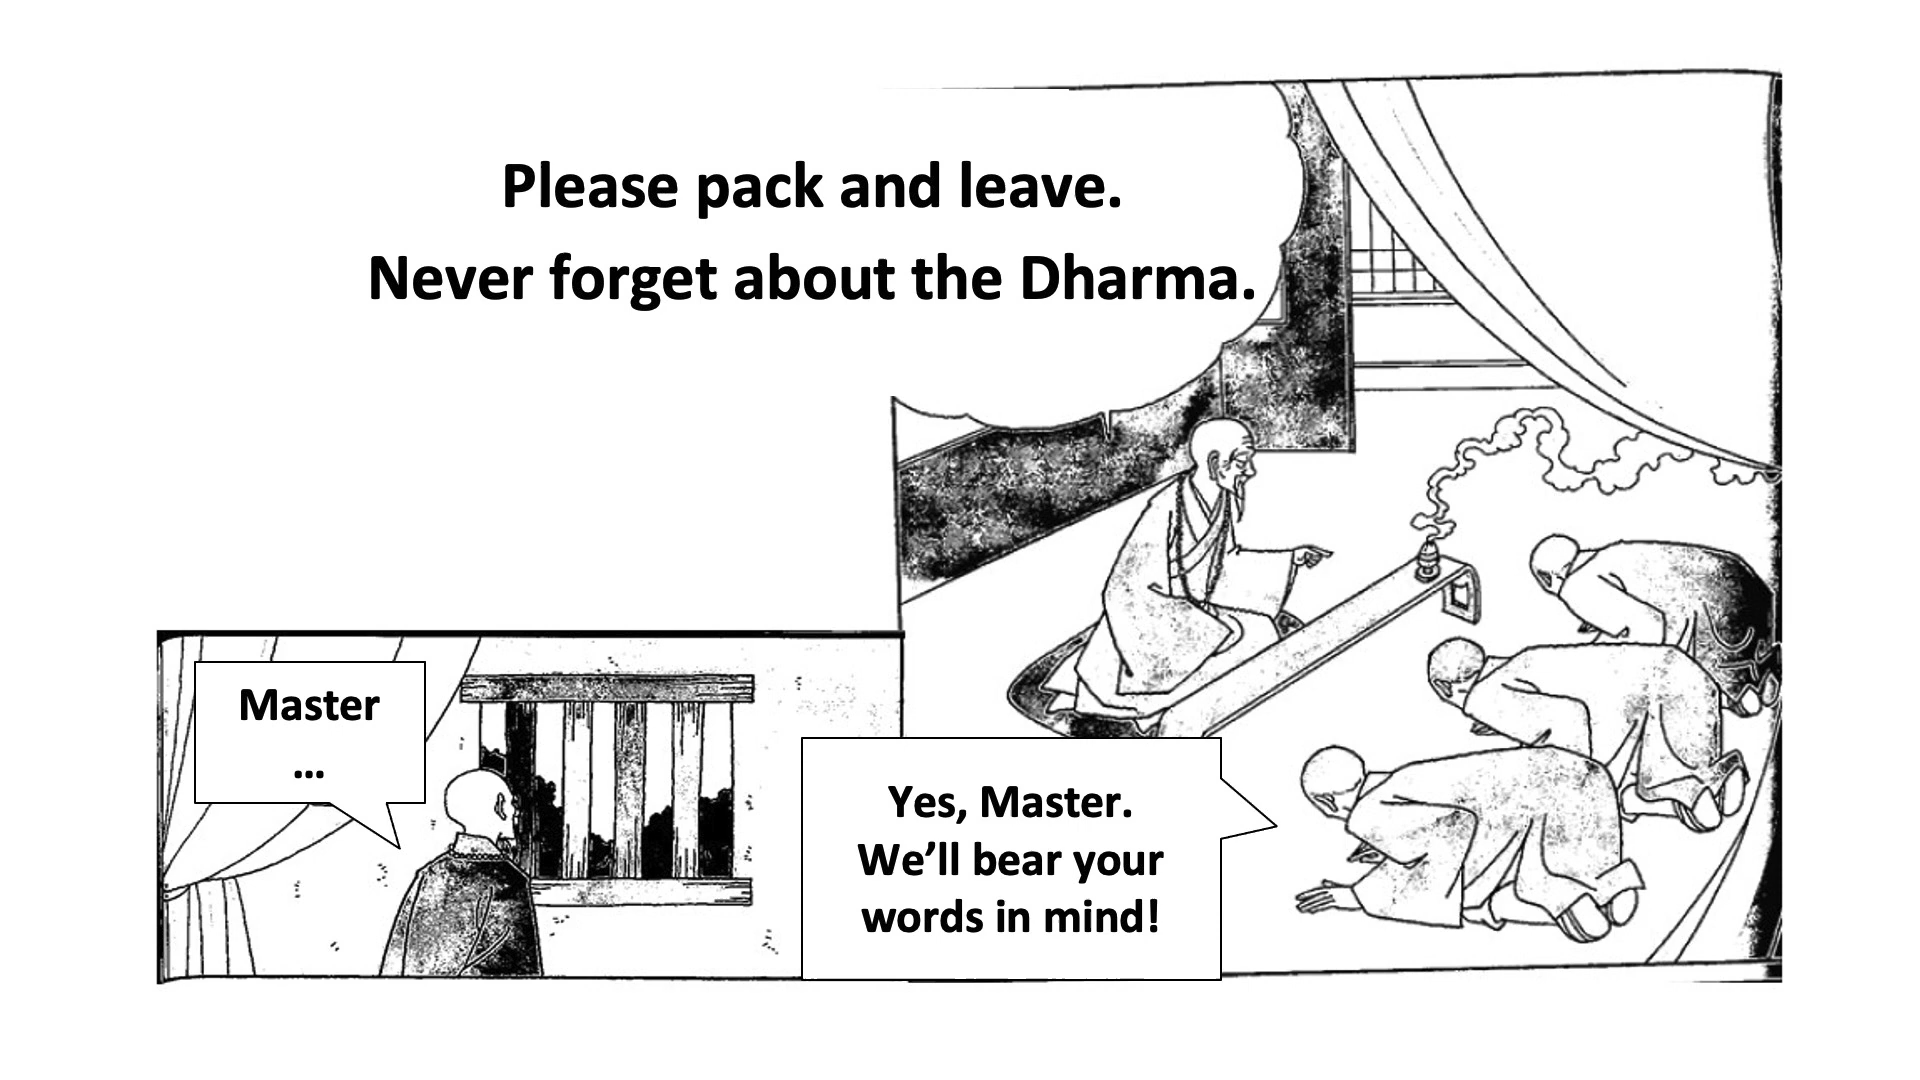 Please pack and leave.
Never forget about the Dharma.
Yes, Master.
We’ll bear your
words in mind!
Master
...